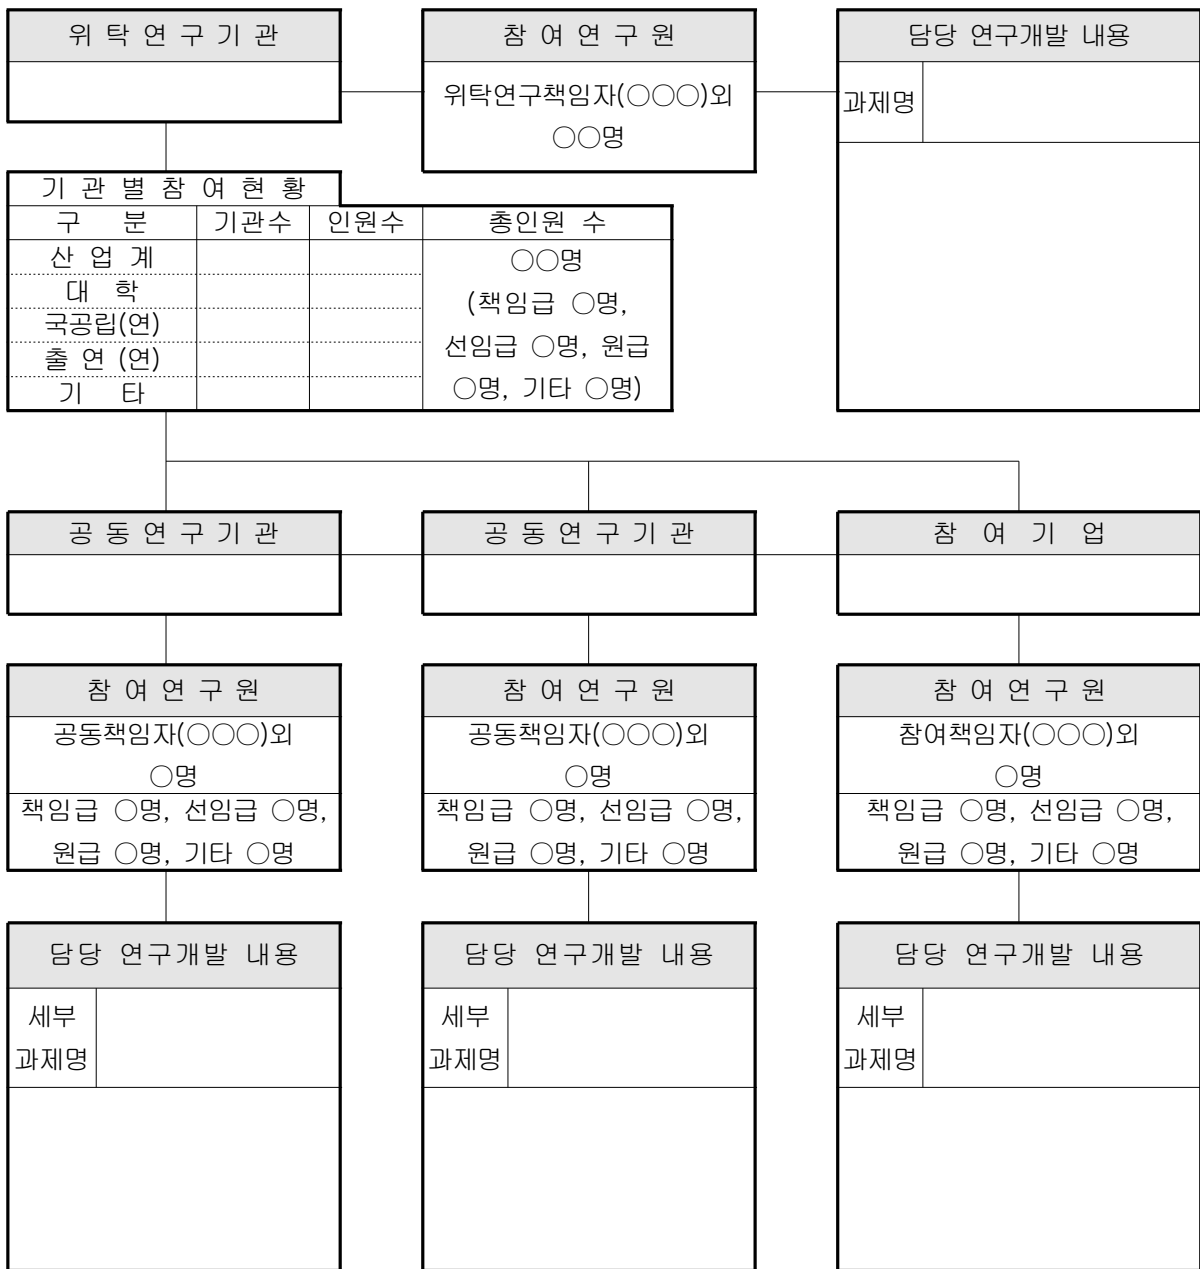 위 탁 연 구 기 관
참 여 연 구 원
위탁연구책임자(○○○)외
○○명
담당 연구개발 내용
과제명
기 관 별 참 여 현 황
구 분 기관수 인원수 총인원 수
산 업 계
대 학
국공립(연)
출 연 (연)
기 타
○○명
(책임급 ○명,
선임급 ○명, 원급
○명, 기타 ○명)
공 동 연 구 기 관
공 동 연 구 기 관
참 여 기 업
참 여 연 구 원
공동책임자(○○○)외
○명
책임급 ○명, 선임급 ○명,
원급 ○명, 기타 ○명
참 여 연 구 원
공동책임자(○○○)외
○명
책임급 ○명, 선임급 ○명,
원급 ○명, 기타 ○명
참 여 연 구 원
참여책임자(○○○)외
○명
책임급 ○명, 선임급 ○명,
원급 ○명, 기타 ○명
담당 연구개발 내용
세부
과제명
담당 연구개발 내용
세부
과제명
담당 연구개발 내용
세부
과제명